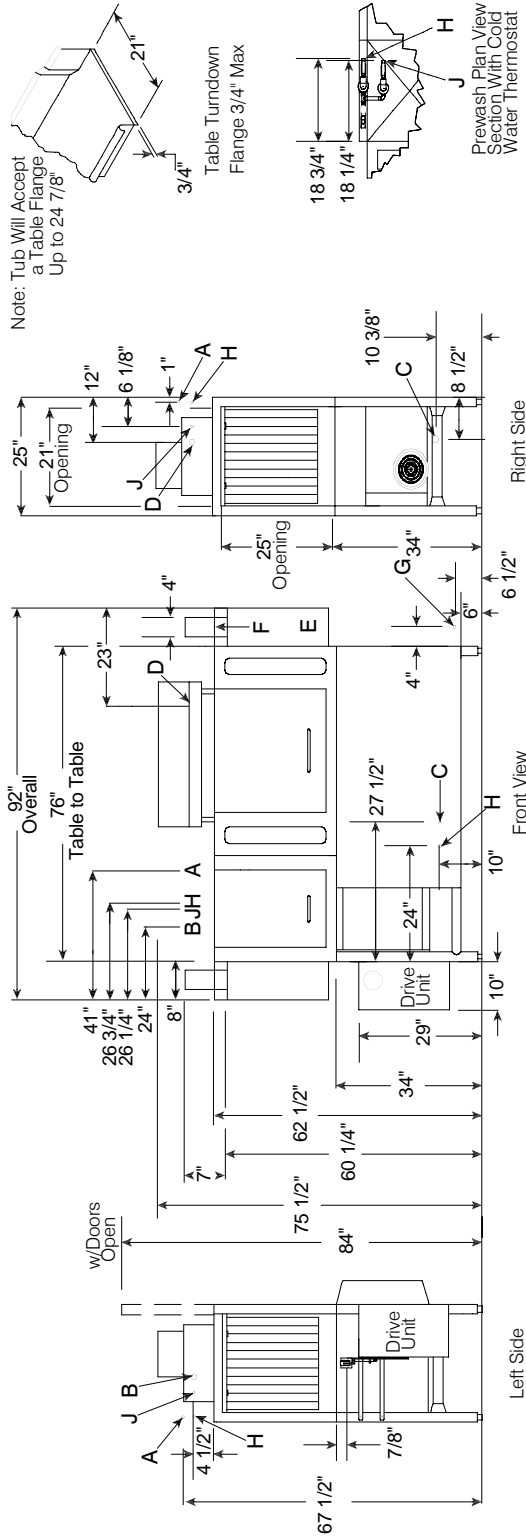 w/Doors
Open
A
J
B
4 1/2"
H
67 1/2"
7/8"
Drive
Unit
Left Side
84"
75 1/2"
7"
60 1/4"
62 1/2"
34"
29"
92"
Overall
76"
Table to Table
41"
26 3/4"
26 1/4"
24"
8"
B
J
H
A
23"
4"
D
F
E
Drive
Unit
10"
27 1/2"
24"
C
H
10"
4"
6"
G
6 1/2"
Front View
25"
21"
Opening
12"
6 1/8"
1"
A
H
J
D
25"
Opening
34"
C
10 3/8"
8 1/2"
Right Side
Note: Tub Will Accept
a Table Flange
Up to 24 7/8"
21"
3/4"
Table Turndown
Flange 3/4" Max
18 3/4"
18 1/4"
H
J
Prewash Plan View
Section With Cold
Water Thermostat